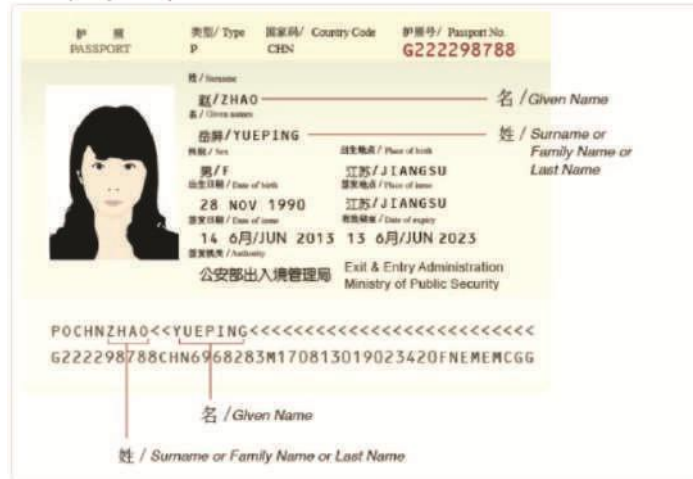 护 照 类型/ Type 国家码/ Country Code 护照号/ Passport No.
PASSPORT P CHN G222298788
姓/ Surname
赵/ZHAO 名 /Given Name
名/ Given names
岳屏/YUEPING 姓 / Surname or
Family Name or
Last Name
性别/ Sex 出生地点/ Place of birth
男/F 江苏/JIANGSU
出生日期/ Date of birth 签发地点/ Place of issue
28 NOV 1990 江苏/JIANGSU
签发日期/ Date of issue Date of expiry
14 6月/JUN 2013 13 6月/JUN 2023
签发机关/ Authority
公安部出入境管理局 Exit & Entry Administration
Ministry of Public Security
POCHNZHAO<<YUEPING<<<<<<<<<<<<<<<<<<<<<<<<<<
G222298788CHN6968283M170813019023420FNEMEMCGG
名 /Given Name
姓 / Surname or Family Name or Last Name